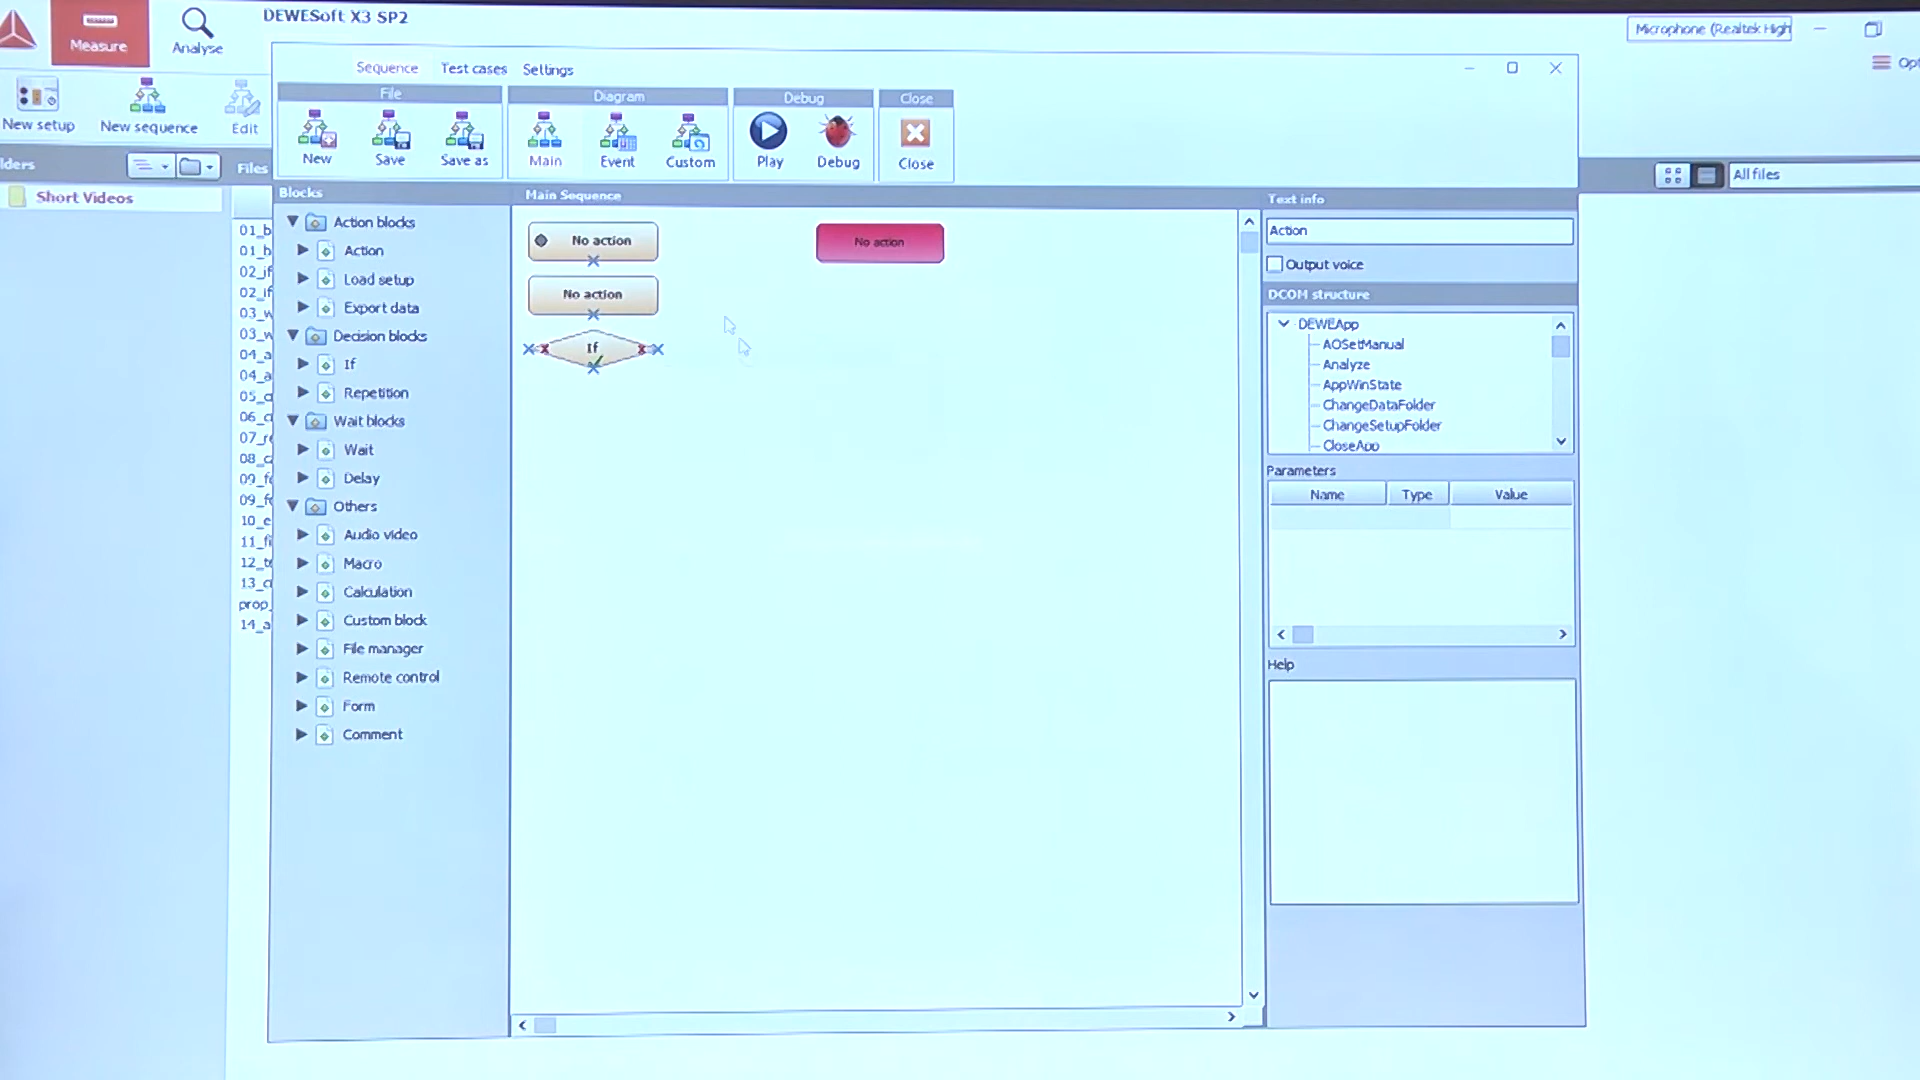 DEWESoft X3 SP2
Measure
Analyse
Microphone (Realtek High
New setup
New sequence
Edit
Sequence
Test cases
Settings
File
Diagram
Debug
Close
New
Save
Save as
Main
Event
Custom
Play
Debug
Close
Files
All files
Short Videos
Blocks
Main Sequence
Text info
Action blocks
Action
Load setup
Export data
Decision blocks
If
Repetition
Wait blocks
Wait
Delay
Others
Audio video
Macro
Calculation
Custom block
File manager
Remote control
Form
Comment
No action
No action
No action
If
Action
Output voice
DCOM structure
DEWEApp
AOSetManual
Analyze
AppWinState
ChangeDataFolder
ChangeSetupFolder
CloseApp
Parameters
Name
Type
Value
Help